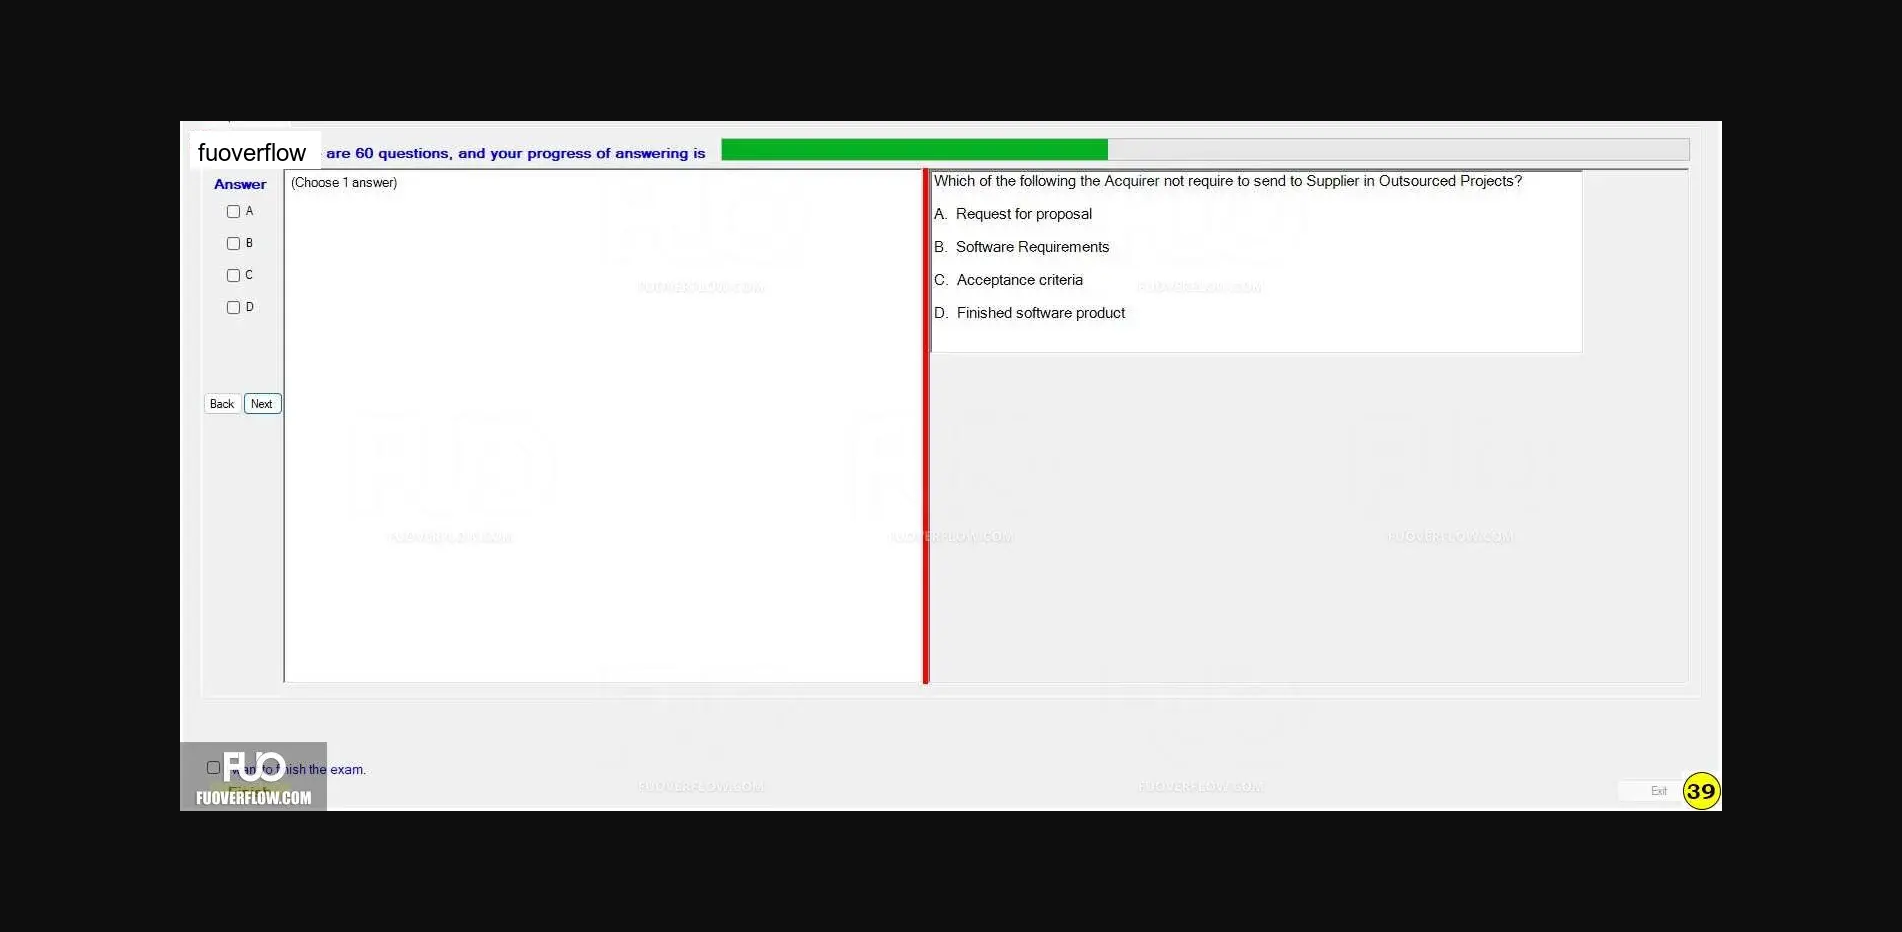 fuoverflow are 60 questions, and your progress of answering is
Answer
(Choose 1 answer)
A
B
C
D
Back Next
Which of the following the Acquirer not require to send to Supplier in Outsourced Projects?
A. Request for proposal
B. Software Requirements
C. Acceptance criteria
D. Finished software product
FUOVERFLOW.COM
FUOVERFLOW.COM
FUOVERFLOW.COM
FUOVERFLOW.COM
FUOVERFLOW.COM
want to finish the exam.
FUO
FUOVERFLOW.COM
FUOVERFLOW.COM
FUOVERFLOW.COM
Exit
39